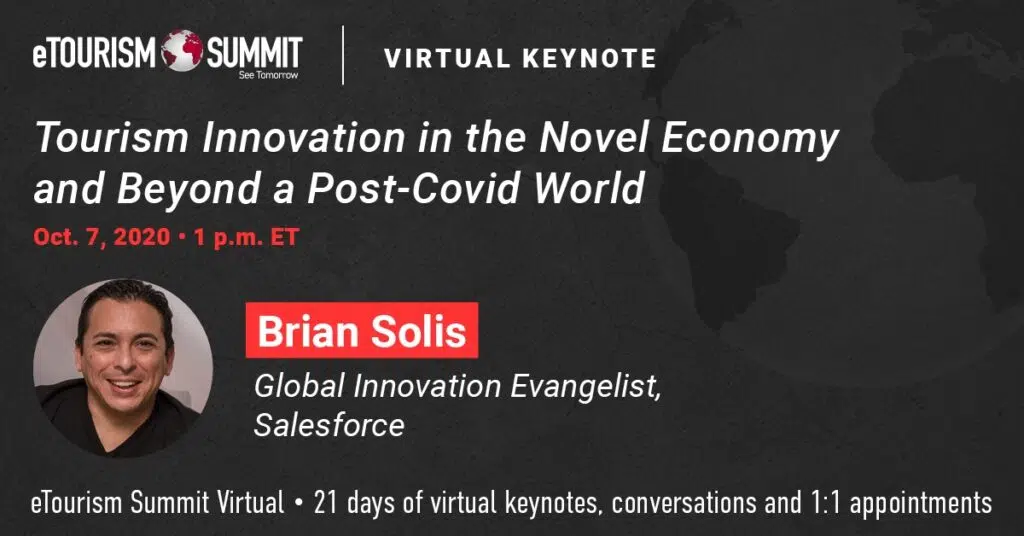 eTOURISM SUMMIT
See Tomorrow
VIRTUAL KEYNOTE
Tourism Innovation in the Novel Economy
and Beyond a Post-Covid World
Oct. 7, 2020 • 1 p.m. ET
Brian Solis
Global Innovation Evangelist,
Salesforce
eTourism Summit Virtual • 21 days of virtual keynotes, conversations and 1:1 appointments